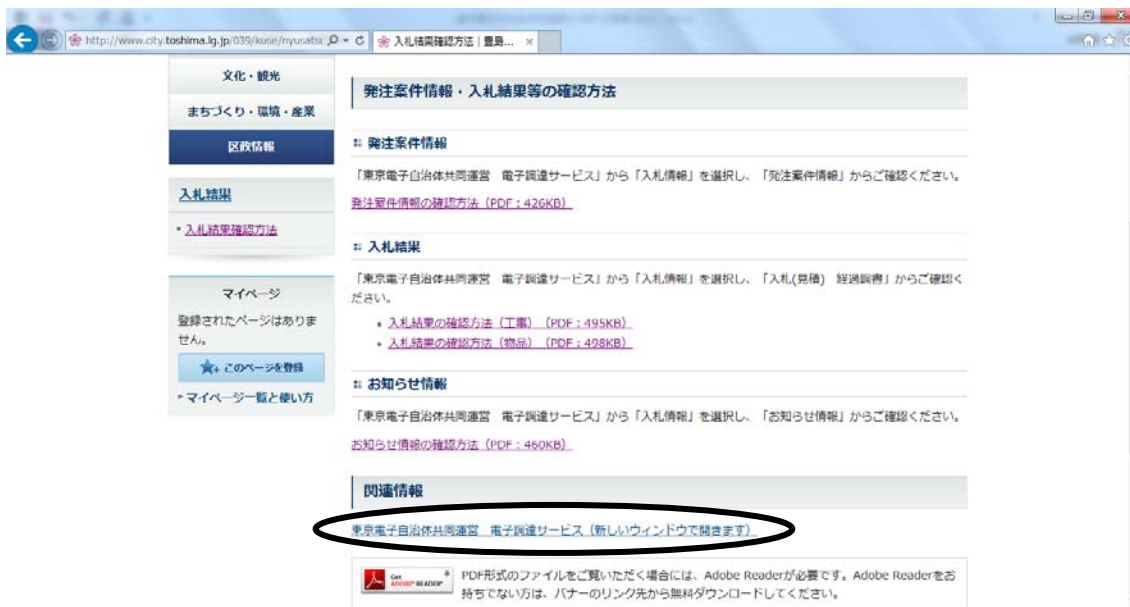 http://www.city.toshima.lg.jp/039/kuse/nyusatsu
入札結果確認方法｜豊島...
文化・観光
まちづくり・環境・産業
区政情報
入札結果
入札結果確認方法
マイページ
登録されたページはありま
せん。
このページを登録
マイページ一覧と使い方
発注案件情報・入札結果等の確認方法
発注案件情報
「東京電子自治体共同運営　電子調達サービス」から「入札情報」を選択し、「発注案件情報」からご確認ください。
発注案件情報の確認方法（PDF：426KB）
入札結果
「東京電子自治体共同運営　電子調達サービス」から「入札情報」を選択し、「入札(見積)　経過調書」からご確認く
ださい。
入札結果の確認方法（工事）（PDF：495KB）
入札結果の確認方法（物品）（PDF：498KB）
お知らせ情報
「東京電子自治体共同運営　電子調達サービス」から「入札情報」を選択し、「お知らせ情報」からご確認ください。
お知らせ情報の確認方法（PDF：460KB）
関連情報
東京電子自治体共同運営　電子調達サービス（新しいウィンドウで開きます）
Get ADOBE® READER®
PDF形式のファイルをご覧いただく場合には、Adobe Readerが必要です。Adobe Readerをお
持ちでない方は、バナーのリンク先から無料ダウンロードしてください。